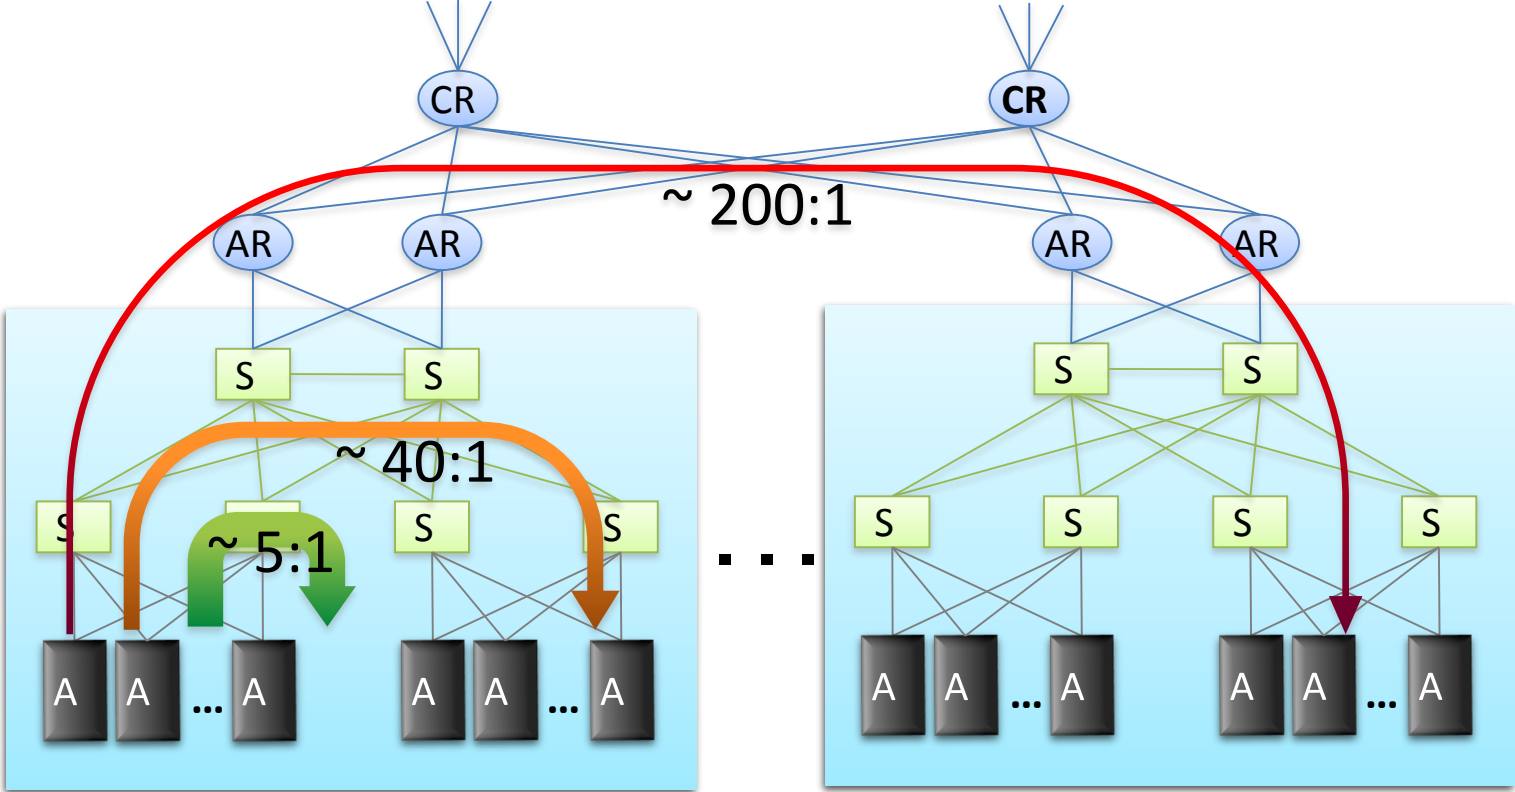 CR CR
~ 200:1
AR AR AR AR
S S S S
~ 40:1
S S S S S S S
~ 5:1
. . .
A A ... A A A ... A A A ... A A A ... A